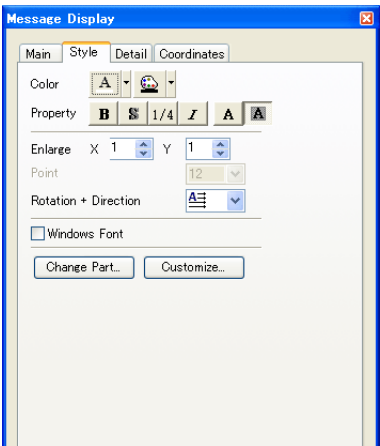 Message Display
Main Style Detail Coordinates
Color A
Property B S 1/4 I A A
Enlarge X 1 Y 1
Point 12
Rotation + Direction A
Windows Font
Change Part... Customize...